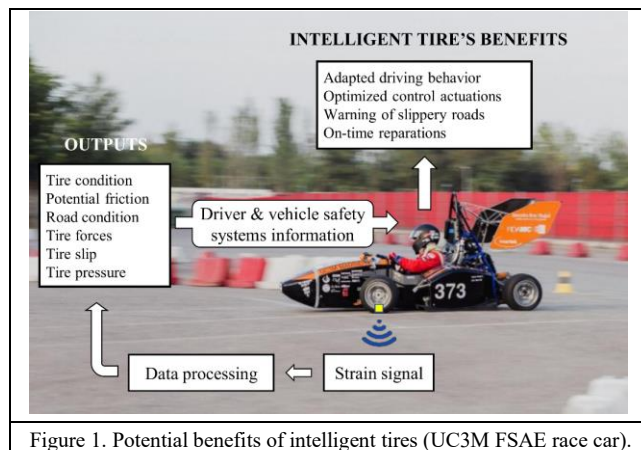 INTELLIGENT TIRE'S BENEFITS
Adapted driving behavior
Optimized control actuations
Warning of slippery roads
On-time reparations
OUTPUTS
Tire condition
Potential friction
Road condition
Tire forces
Tire slip
Tire pressure
Driver & vehicle safety
systems information
373
Data processing
Strain signal
Figure 1. Potential benefits of intelligent tires (UC3M FSAE race car).